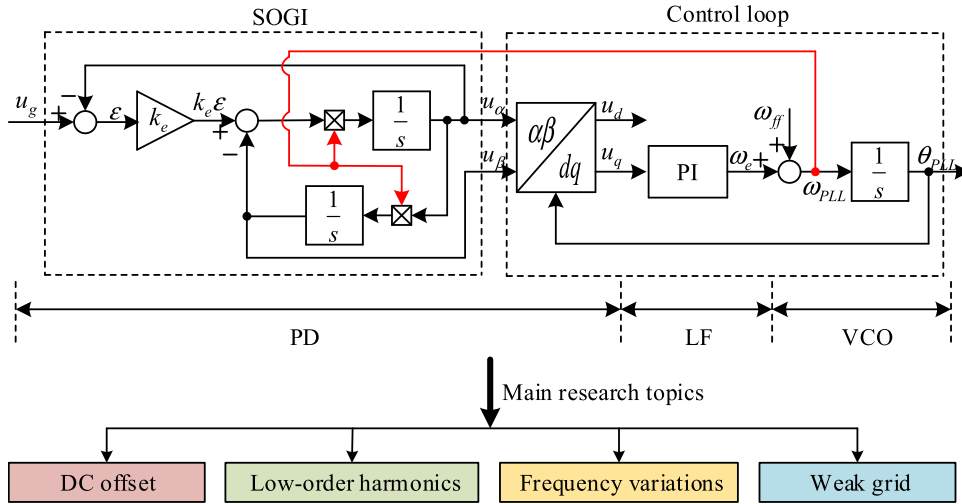 SOGI
Control loop
u_g
+
−
ε
k_e
k_e ε
+
−
1
s
1
s
u_α
u_β
αβ
dq
u_d
u_q
PI
ω_e
+
ω_ff
+
ω_PLL
1
s
θ_PLL
PD
LF
VCO
Main research topics
DC offset
Low-order harmonics
Frequency variations
Weak grid